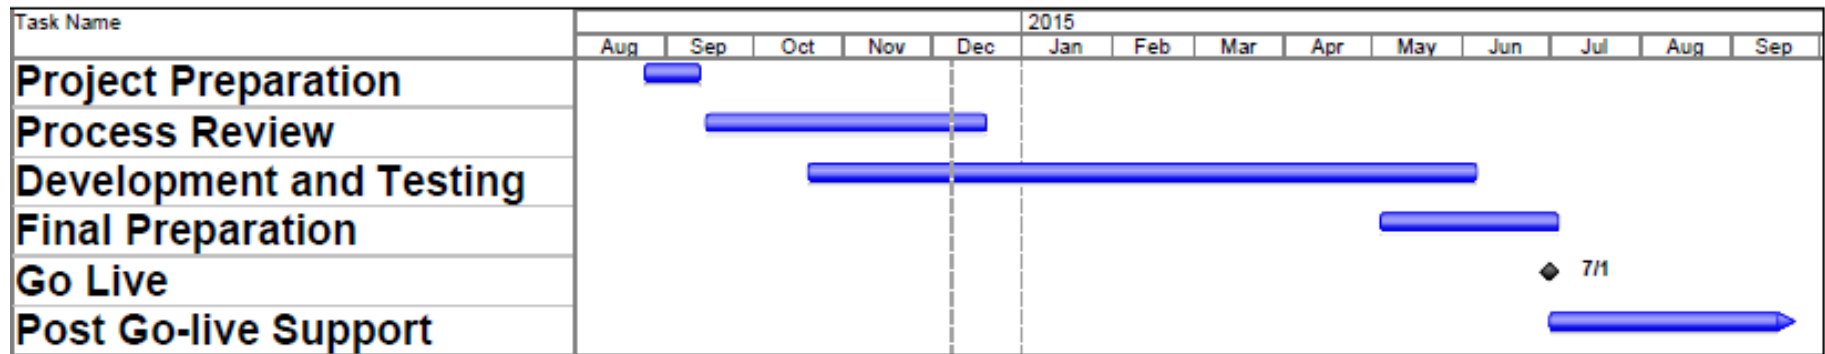 Task Name
2015
Aug Sep Oct Nov Dec Jan Feb Mar Apr May Jun Jul Aug Sep
Project Preparation
Process Review
Development and Testing
Final Preparation
Go Live
7/1
Post Go-live Support